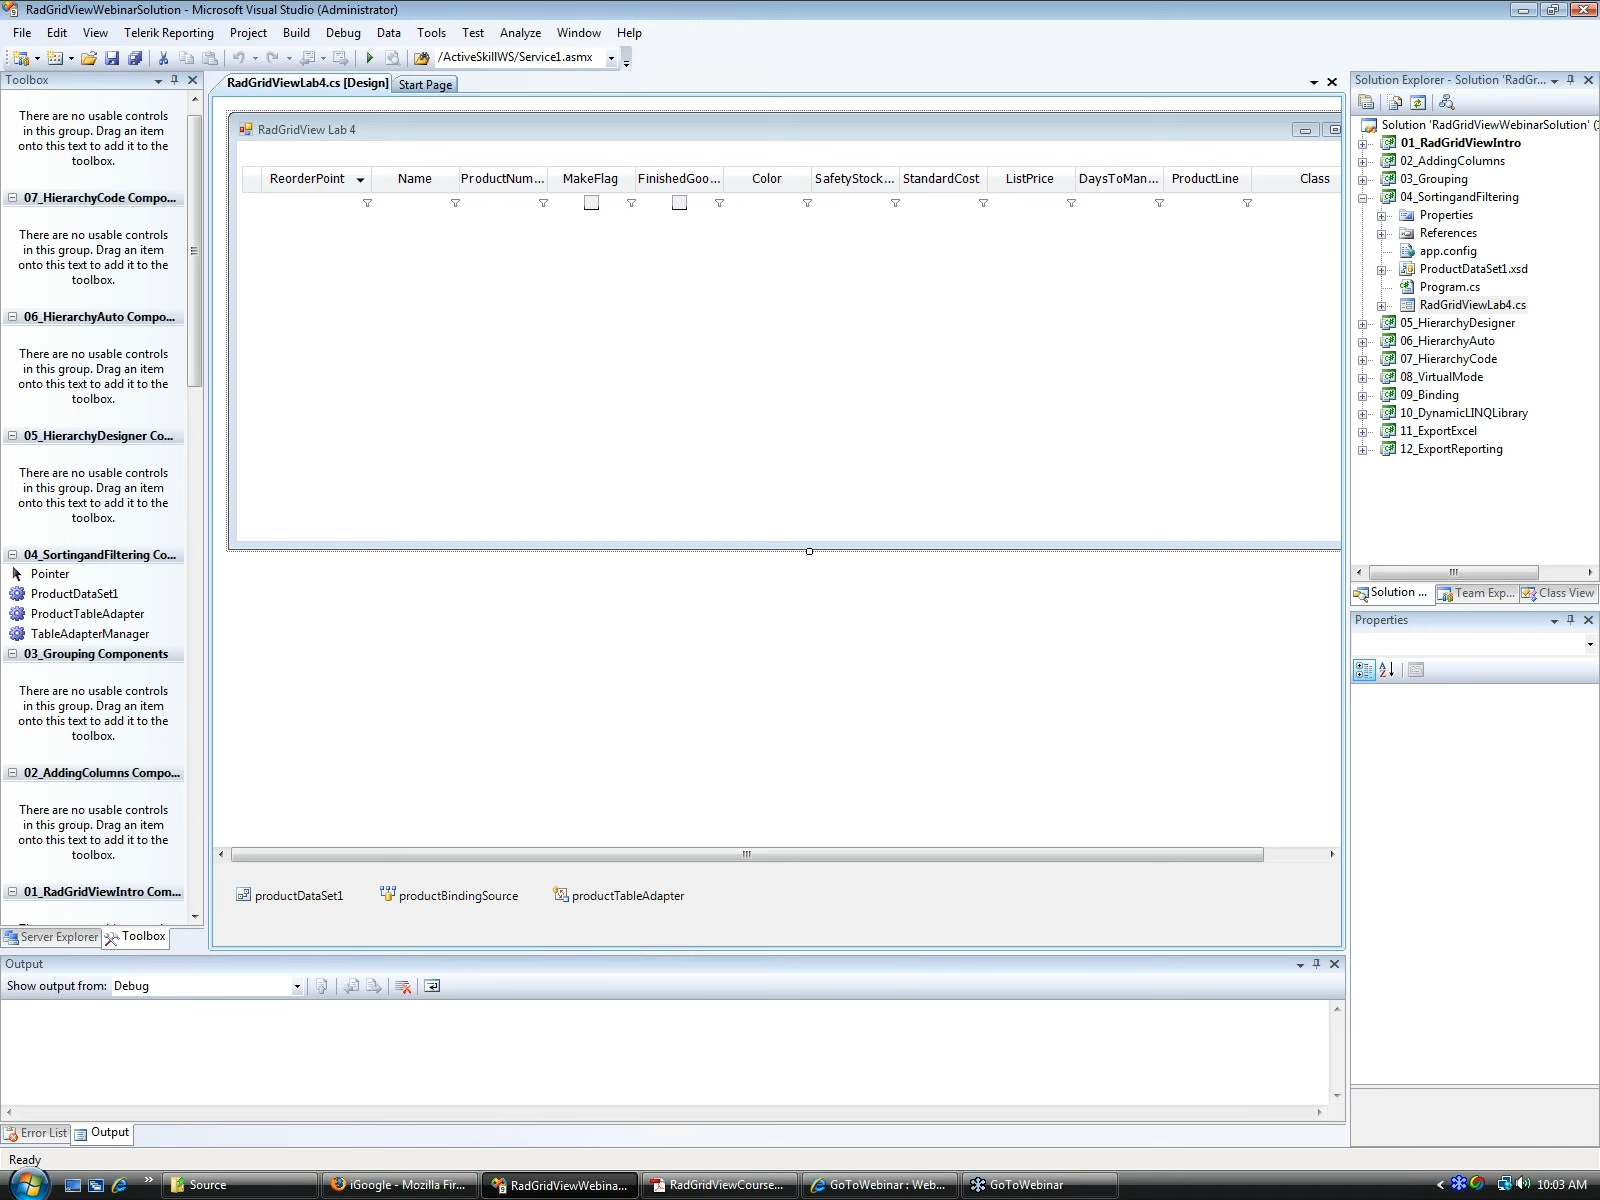 RadGridViewWebinarSolution - Microsoft Visual Studio (Administrator)
File Edit View Telerik Reporting Project Build Debug Data Tools Test Analyze Window Help
/ActiveSkillWS/Service1.asmx
Toolbox
There are no usable controls
in this group. Drag an item
onto this text to add it to the
toolbox.
07_HierarchyCode Compo...
There are no usable controls
in this group. Drag an item
onto this text to add it to the
toolbox.
06_HierarchyAuto Compo...
There are no usable controls
in this group. Drag an item
onto this text to add it to the
toolbox.
05_HierarchyDesigner Co...
There are no usable controls
in this group. Drag an item
onto this text to add it to the
toolbox.
04_SortingandFiltering Co...
Pointer
ProductDataSet1
ProductTableAdapter
TableAdapterManager
03_Grouping Components
There are no usable controls
in this group. Drag an item
onto this text to add it to the
toolbox.
02_AddingColumns Compo...
There are no usable controls
in this group. Drag an item
onto this text to add it to the
toolbox.
01_RadGridViewIntro Com...
Server Explorer Toolbox
RadGridViewLab4.cs [Design] Start Page
RadGridView Lab 4
ReorderPoint Name ProductNum... MakeFlag FinishedGoo... Color SafetyStock... StandardCost ListPrice DaysToMan... ProductLine Class
productDataSet1 productBindingSource productTableAdapter
Solution Explorer - Solution 'RadGr...
Solution 'RadGridViewWebinarSolution' (
01_RadGridViewIntro
02_AddingColumns
03_Grouping
04_SortingandFiltering
Properties
References
app.config
ProductDataSet1.xsd
Program.cs
RadGridViewLab4.cs
05_HierarchyDesigner
06_HierarchyAuto
07_HierarchyCode
08_VirtualMode
09_Binding
10_DynamicLINQLibrary
11_ExportExcel
12_ExportReporting
Solution ... Team Exp... Class View
Properties
Output
Show output from: Debug
Error List Output
Ready
Source iGoogle - Mozilla Fir... RadGridViewWebina... RadGridViewCourse... GoToWebinar : Web... GoToWebinar 10:03 AM